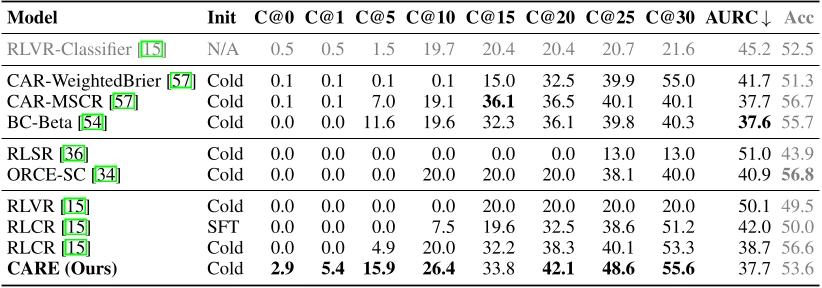 Model Init C@0 C@1 C@5 C@10 C@15 C@20 C@25 C@30 AURC↓ Acc
RLVR-Classifier [15] N/A 0.5 0.5 1.5 19.7 20.4 20.4 20.7 21.6 45.2 52.5
CAR-WeightedBrier [57] Cold 0.1 0.1 0.1 0.1 15.0 32.5 39.9 55.0 41.7 51.3
CAR-MSCR [57] Cold 0.1 0.1 7.0 19.1 36.1 36.5 40.1 40.1 37.7 56.7
BC-Beta [54] Cold 0.0 0.0 11.6 19.6 32.3 36.1 39.8 40.3 37.6 55.7
RLSR [36] Cold 0.0 0.0 0.0 0.0 0.0 0.0 13.0 13.0 51.0 43.9
ORCE-SC [34] Cold 0.0 0.0 0.0 20.0 20.0 20.0 38.1 40.0 40.9 56.8
RLVR [15] Cold 0.0 0.0 0.0 0.0 20.0 20.0 20.0 20.0 50.1 49.5
RLCR [15] SFT 0.0 0.0 0.0 7.5 19.6 32.5 38.6 51.2 42.0 50.0
RLCR [15] Cold 0.0 0.0 4.9 20.0 32.2 38.3 40.1 53.3 38.7 56.6
CARE (Ours) Cold 2.9 5.4 15.9 26.4 33.8 42.1 48.6 55.6 37.7 53.6